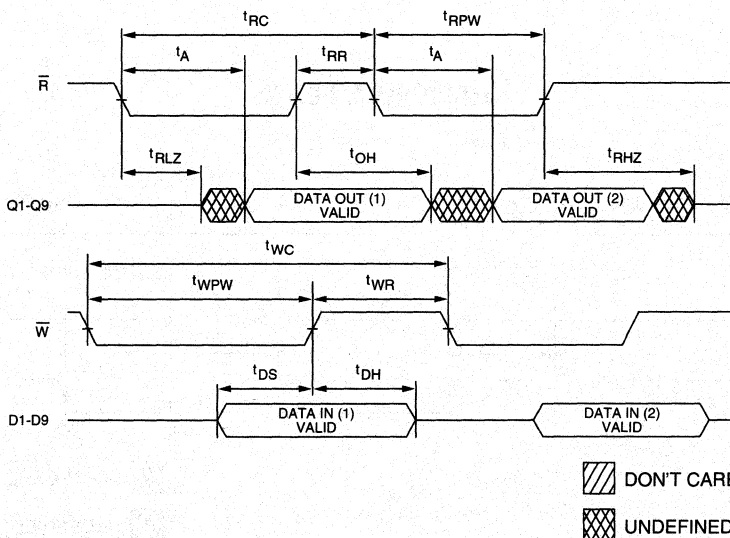 tRC tRPW
tA tRR tA
R̅
tRLZ tOH tRHZ
Q1-Q9 DATA OUT (1) VALID DATA OUT (2) VALID
tWC
tWPW tWR
W̅
tDS tDH
D1-D9 DATA IN (1) VALID DATA IN (2) VALID
DON'T CARE
UNDEFINED